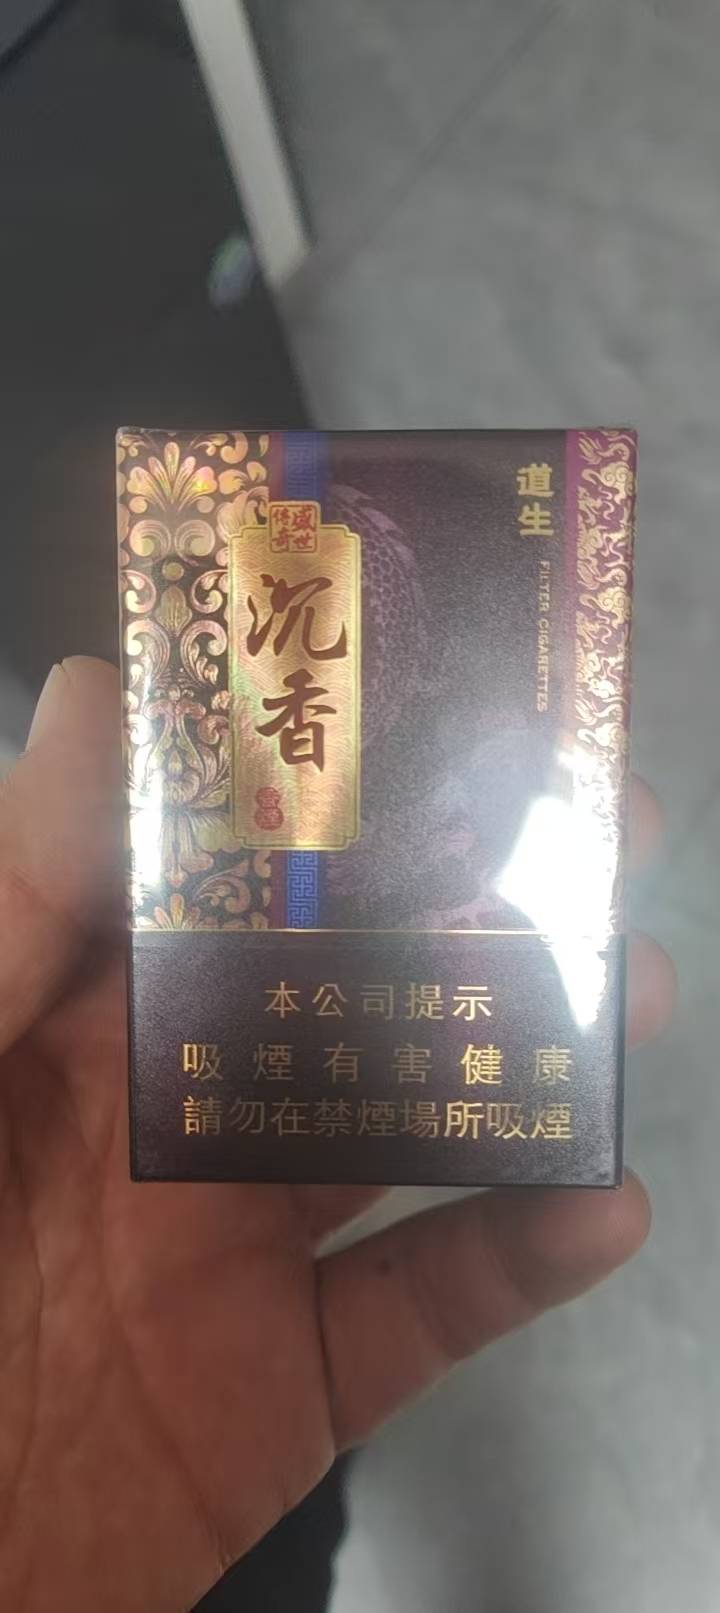 道生
FILTER CIGARETTES
盛世
传奇
沉香
本公司提示
吸煙有害健康
請勿在禁煙場所吸煙